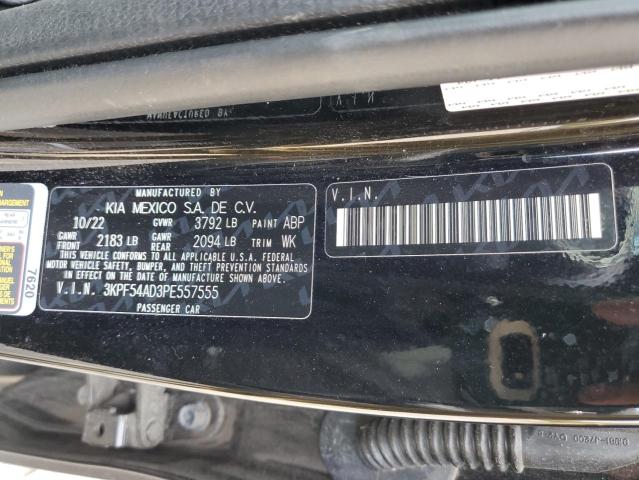 MANUFACTURED BY
KIA MEXICO S.A. DE C.V.
10/22 GVWR 3792 LB PAINT ABP
GAWR FRONT 2183 LB GAWR REAR 2094 LB TRIM WK
THIS VEHICLE CONFORMS TO ALL APPLICABLE U.S.A. FEDERAL
MOTOR VEHICLE SAFETY, BUMPER, AND THEFT PREVENTION STANDARDS
IN EFFECT ON THE DATE OF MANUFACTURE SHOWN ABOVE.
V.I.N. 3KPF54AD3PE557555
PASSENGER CAR
V.I.N.
7020